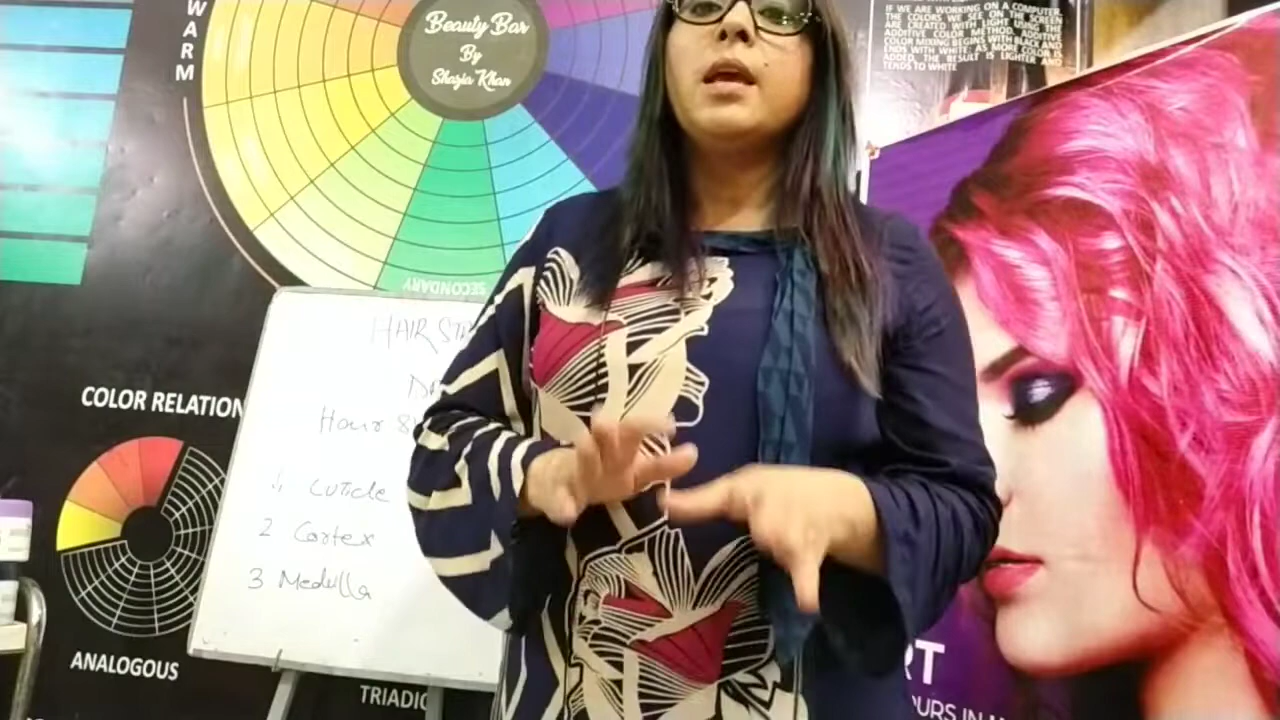 WARM
Beauty Bar
By
Shazia Khan
IF WE ARE WORKING ON A COMPUTER,
THE COLORS WE SEE ON THE SCREEN
ARE CREATED WITH LIGHT USING THE
ADDITIVE COLOR METHOD. ADDITIVE
COLOR MIXING BEGINS WITH BLACK AND
ENDS WITH WHITE. AS MORE COLOR IS
ADDED, THE RESULT IS LIGHTER AND
TENDS TO WHITE
SECONDARY
HAIR
Hair
1 Cuticle
2 Cortex
3 Medulla
COLOR RELATION
ANALOGOUS
TRIADIC